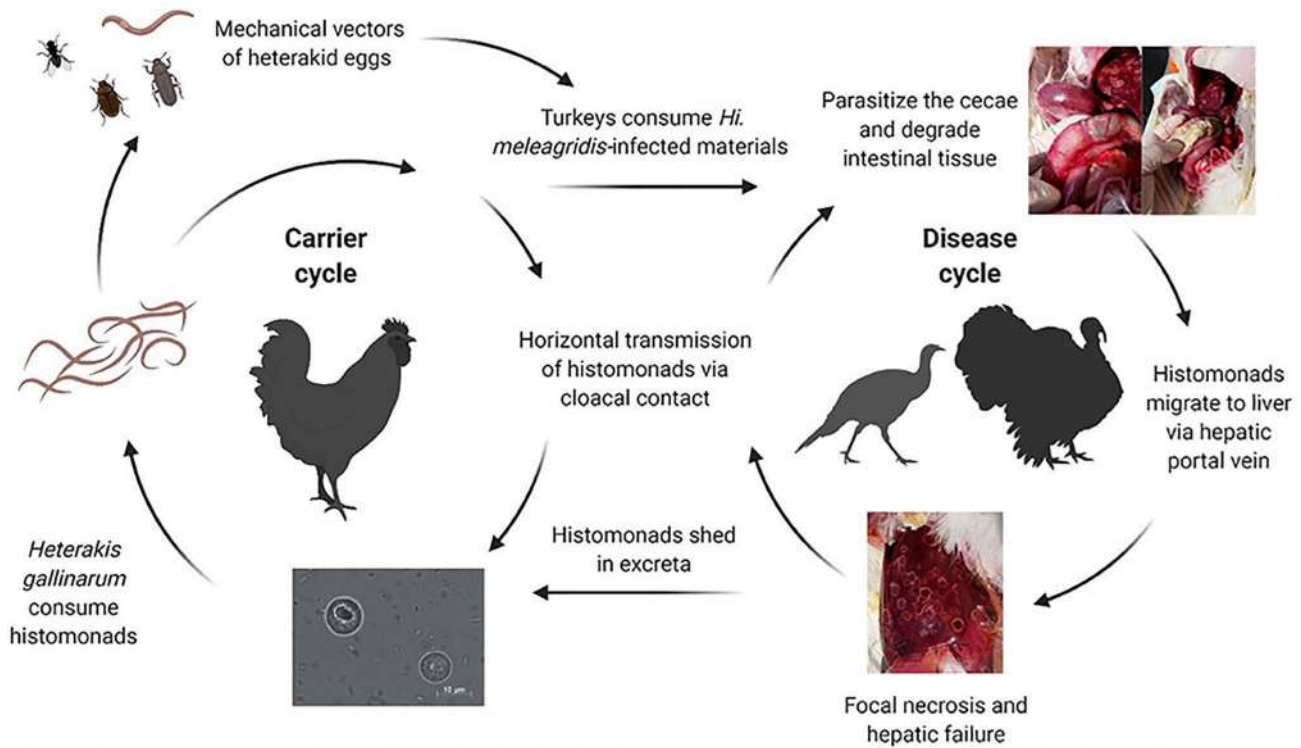 Mechanical vectors
of heterakid eggs
Turkeys consume Hi.
meleagridis-infected materials
Parasitize the cecae
and degrade
intestinal tissue
Carrier
cycle
Disease
cycle
Horizontal transmission
of histomonads via
cloacal contact
Histomonads
migrate to liver
via hepatic
portal vein
Heterakis
gallinarum
consume
histomonads
Histomonads shed
in excreta
10 µm
Focal necrosis and
hepatic failure